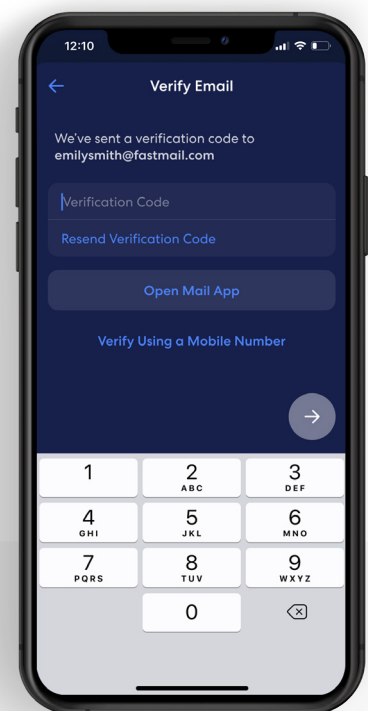 12:10
Verify Email
We've sent a verification code to
emilysmith@fastmail.com
Verification Code
Resend Verification Code
Open Mail App
Verify Using a Mobile Number
1 2 3
ABC DEF
4 5 6
GHI JKL MNO
7 8 9
PQRS TUV WXYZ
0